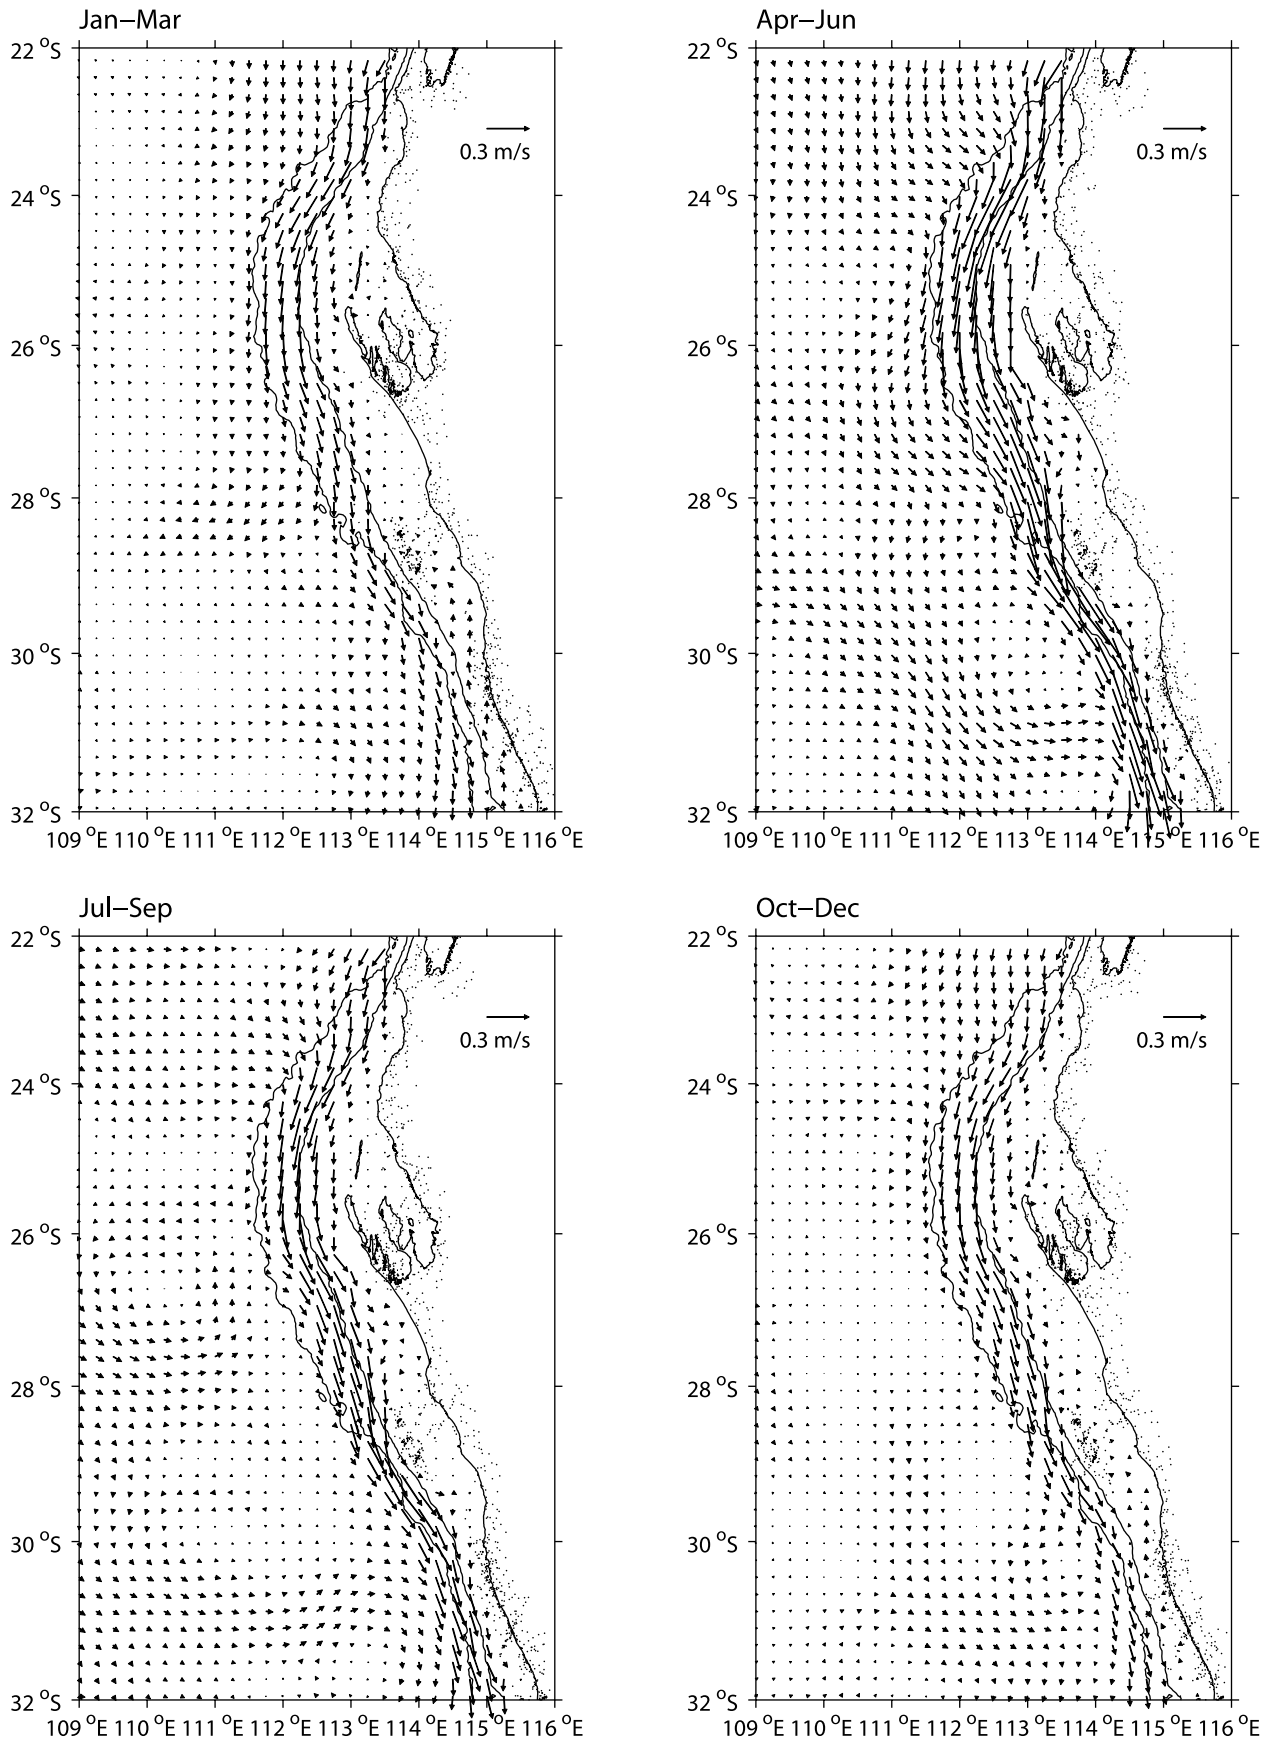 Jan–Mar
Apr–Jun
22 °S
22 °S
0.3 m/s
0.3 m/s
24 °S
24 °S
26 °S
26 °S
28 °S
28 °S
30 °S
30 °S
32 °S
32 °S
109 °E 110 °E 111 °E 112 °E 113 °E 114 °E 115 °E 116 °E
109 °E 110 °E 111 °E 112 °E 113 °E 114 °E 115 °E 116 °E
Jul–Sep
Oct–Dec
22 °S
22 °S
0.3 m/s
0.3 m/s
24 °S
24 °S
26 °S
26 °S
28 °S
28 °S
30 °S
30 °S
32 °S
32 °S
109 °E 110 °E 111 °E 112 °E 113 °E 114 °E 115 °E 116 °E
109 °E 110 °E 111 °E 112 °E 113 °E 114 °E 115 °E 116 °E